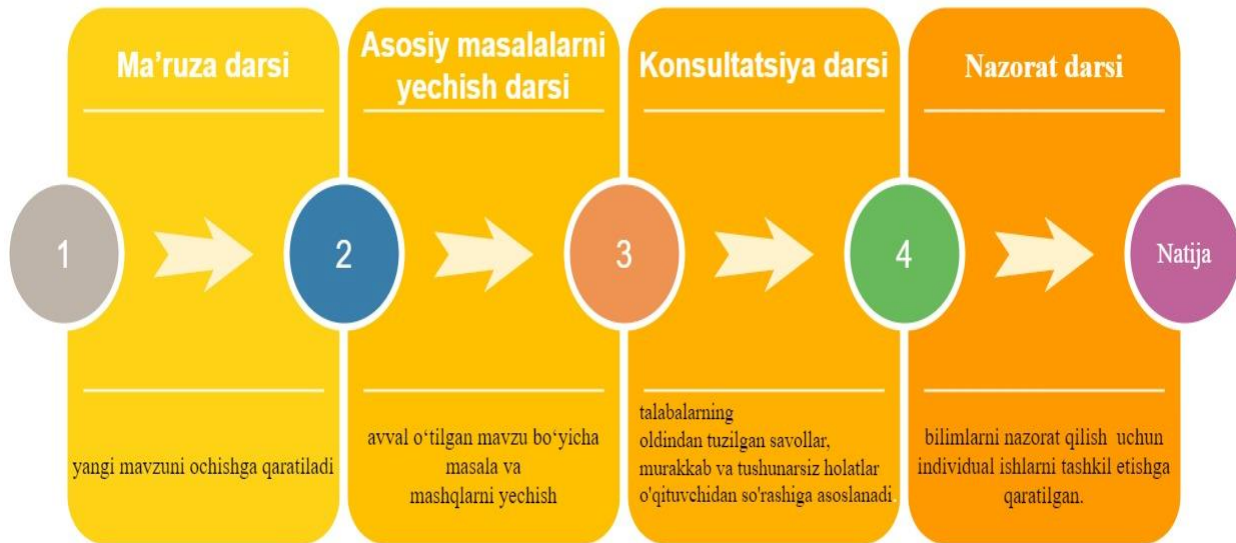 Ma’ruza darsi
Asosiy masalalarni
yechish darsi
Konsultatsiya darsi
Nazorat darsi
1
2
3
4
Natija
yangi mavzuni ochishga qaratiladi
avval o‘tilgan mavzu bo‘yicha
masala va
mashqlarni yechish
talabalarning
oldindan tuzilgan savollar,
murakkab va tushunarsiz holatlar
o'qituvchidan so'rashiga asoslanadi.
bilimlarni nazorat qilish uchun
individual ishlarni tashkil etishga
qaratilgan.